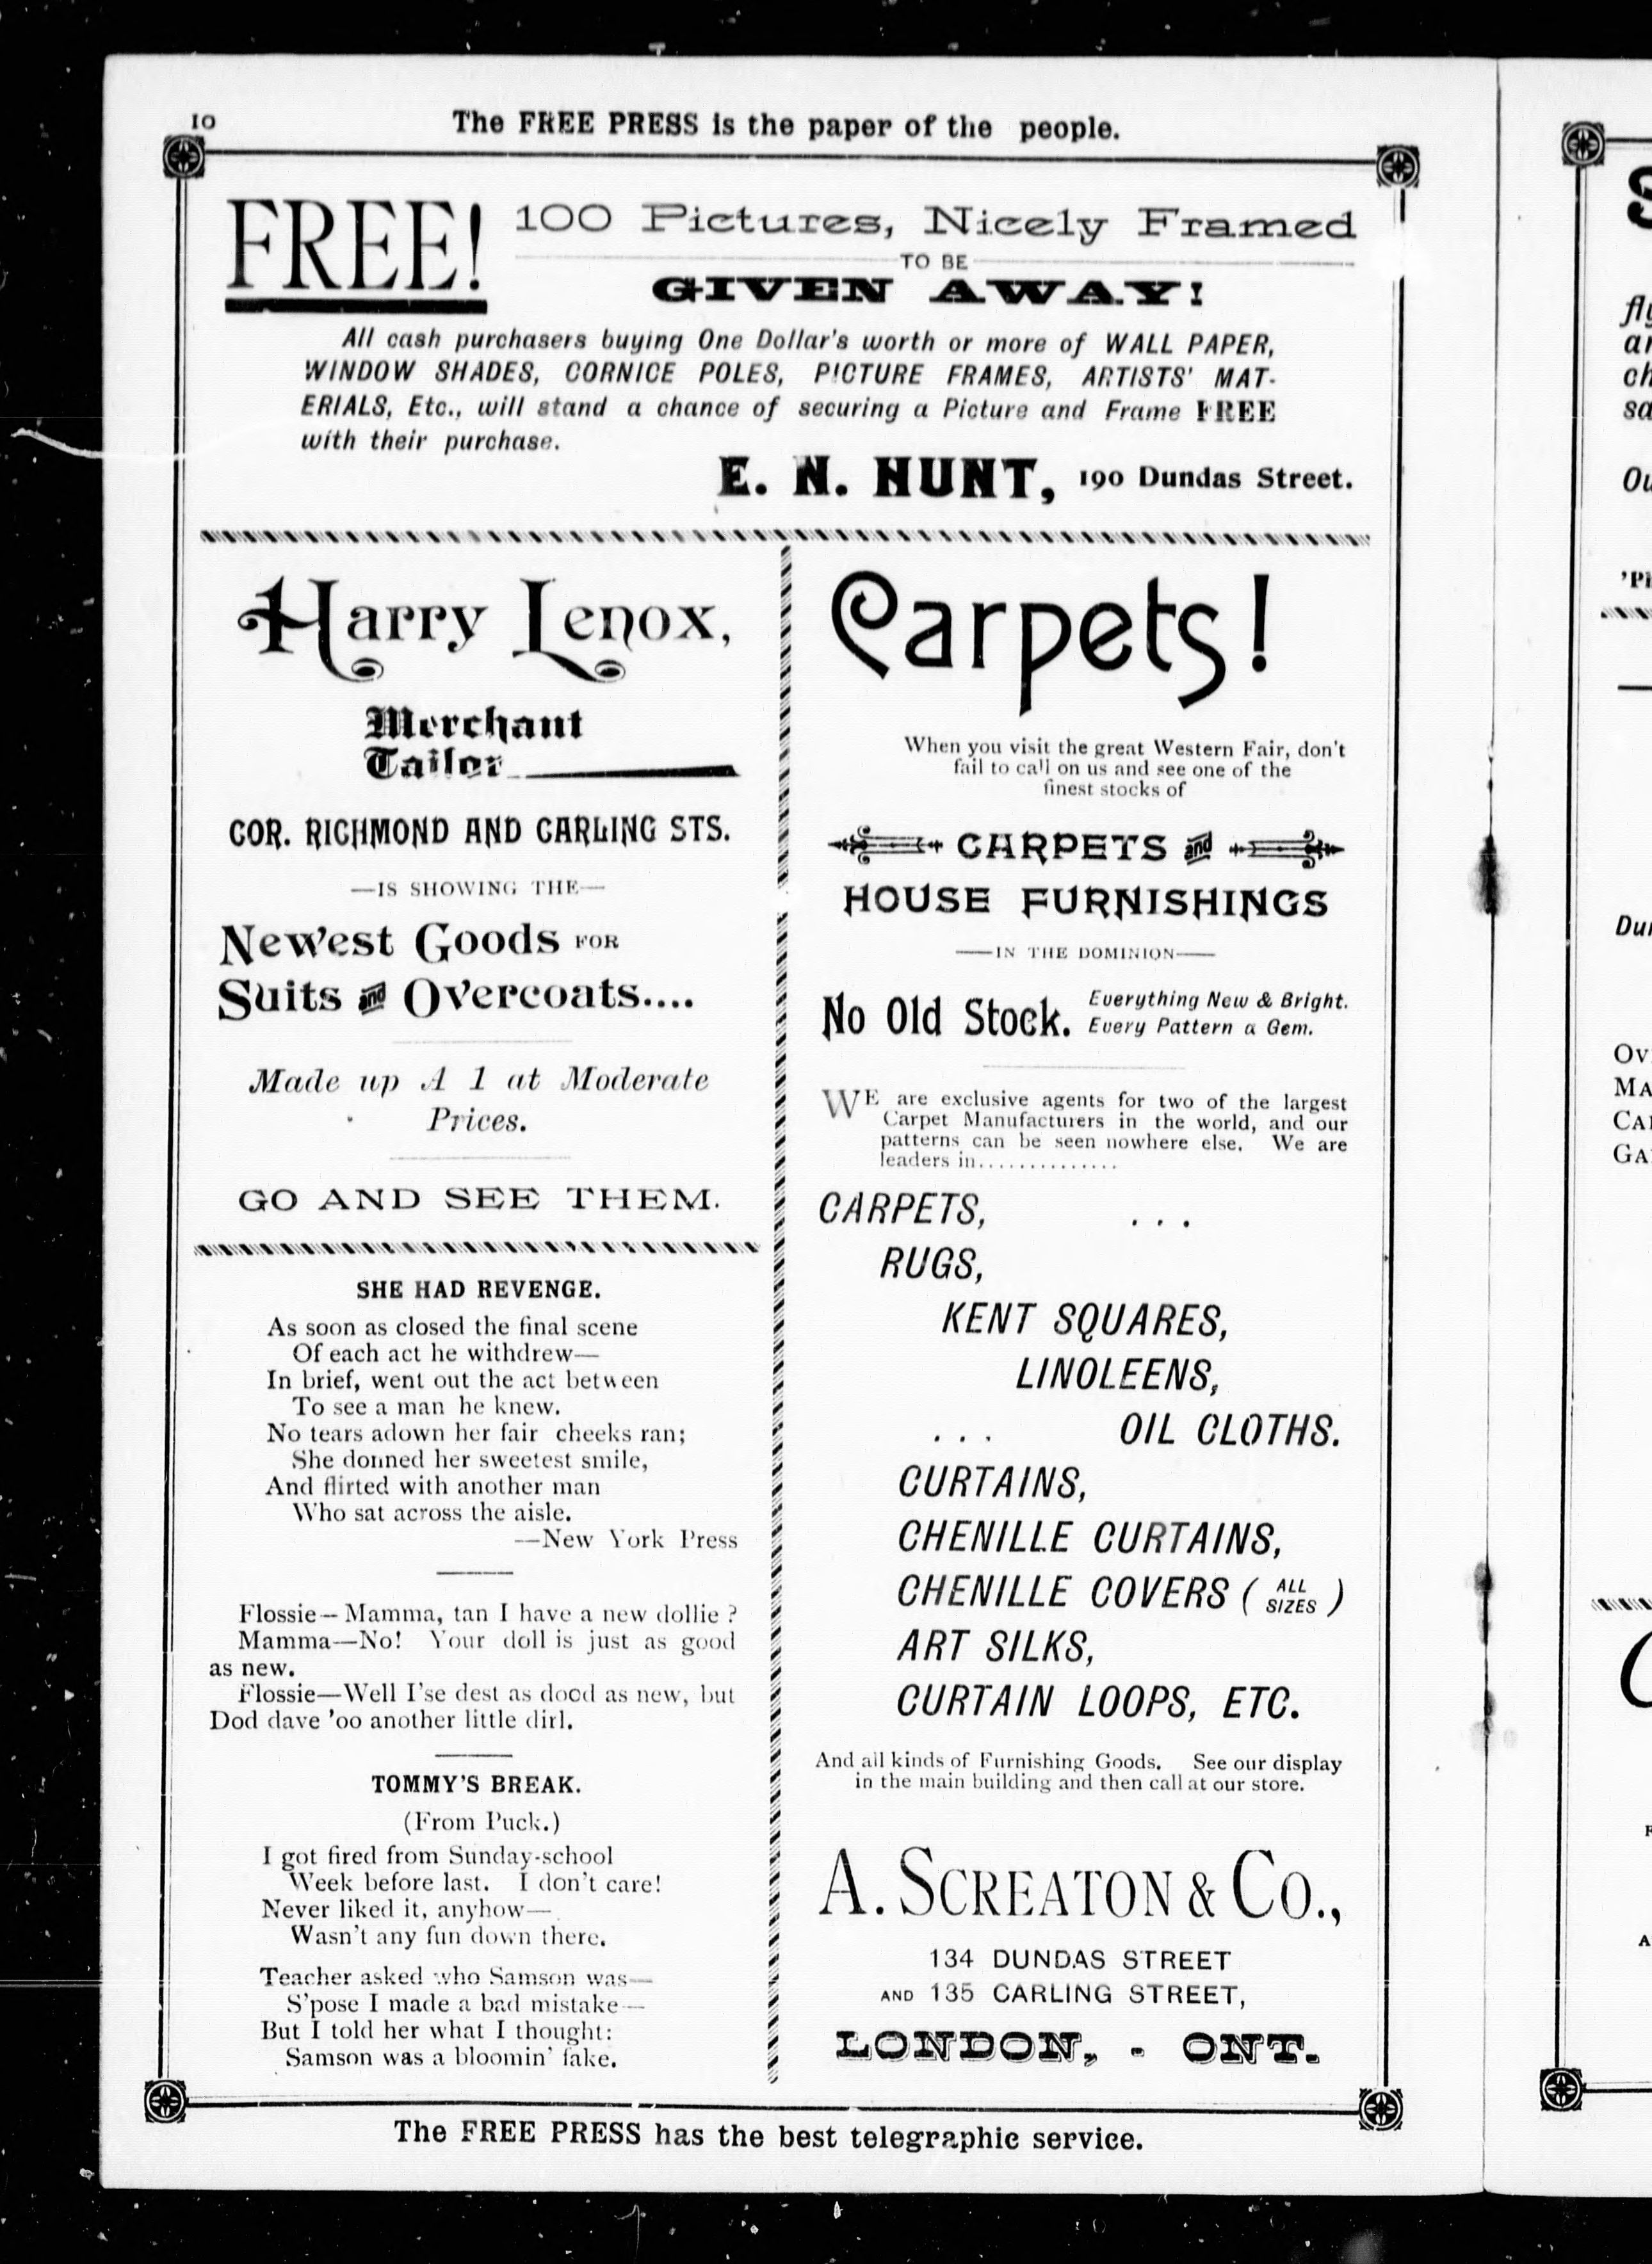 10
The FREE PRESS is the paper of the people.
FREE!
100 Pictures, Nicely Framed
TO BE
GIVEN AWAY!
All cash purchasers buying One Dollar's worth or more of WALL PAPER,
WINDOW SHADES, CORNICE POLES, PICTURE FRAMES, ARTISTS' MAT-
ERIALS, Etc., will stand a chance of securing a Picture and Frame FREE
with their purchase.
E. N. HUNT, 190 Dundas Street.
Harry Lenox,
Merchant
Tailor
COR. RICHMOND AND CARLING STS.
—IS SHOWING THE—
Newest Goods FOR
Suits and Overcoats....
Made up A 1 at Moderate
Prices.
GO AND SEE THEM.
SHE HAD REVENGE.
As soon as closed the final scene
Of each act he withdrew—
In brief, went out the act between
To see a man he knew.
No tears adown her fair cheeks ran;
She donned her sweetest smile,
And flirted with another man
Who sat across the aisle.
—New York Press
Flossie—Mamma, tan I have a new dollie ?
Mamma—No! Your doll is just as good
as new.
Flossie—Well I'se dest as dood as new, but
Dod dave 'oo another little dirl.
TOMMY'S BREAK.
(From Puck.)
I got fired from Sunday-school
Week before last. I don't care!
Never liked it, anyhow—
Wasn't any fun down there.
Teacher asked who Samson was—
S'pose I made a bad mistake—
But I told her what I thought:
Samson was a bloomin' fake.
Carpets!
When you visit the great Western Fair, don't
fail to call on us and see one of the
finest stocks of
CARPETS and
HOUSE FURNISHINGS
—IN THE DOMINION—
No Old Stock. Everything New & Bright.
Every Pattern a Gem.
WE are exclusive agents for two of the largest
Carpet Manufacturers in the world, and our
patterns can be seen nowhere else. We are
leaders in..............
CARPETS, ...
RUGS,
KENT SQUARES,
LINOLEENS,
... OIL CLOTHS.
CURTAINS,
CHENILLE CURTAINS,
CHENILLE COVERS ( ALL SIZES )
ART SILKS,
CURTAIN LOOPS, ETC.
And all kinds of Furnishing Goods. See our display
in the main building and then call at our store.
A. SCREATON & CO.,
134 DUNDAS STREET
AND 135 CARLING STREET,
LONDON, - ONT.
The FREE PRESS has the best telegraphic service.